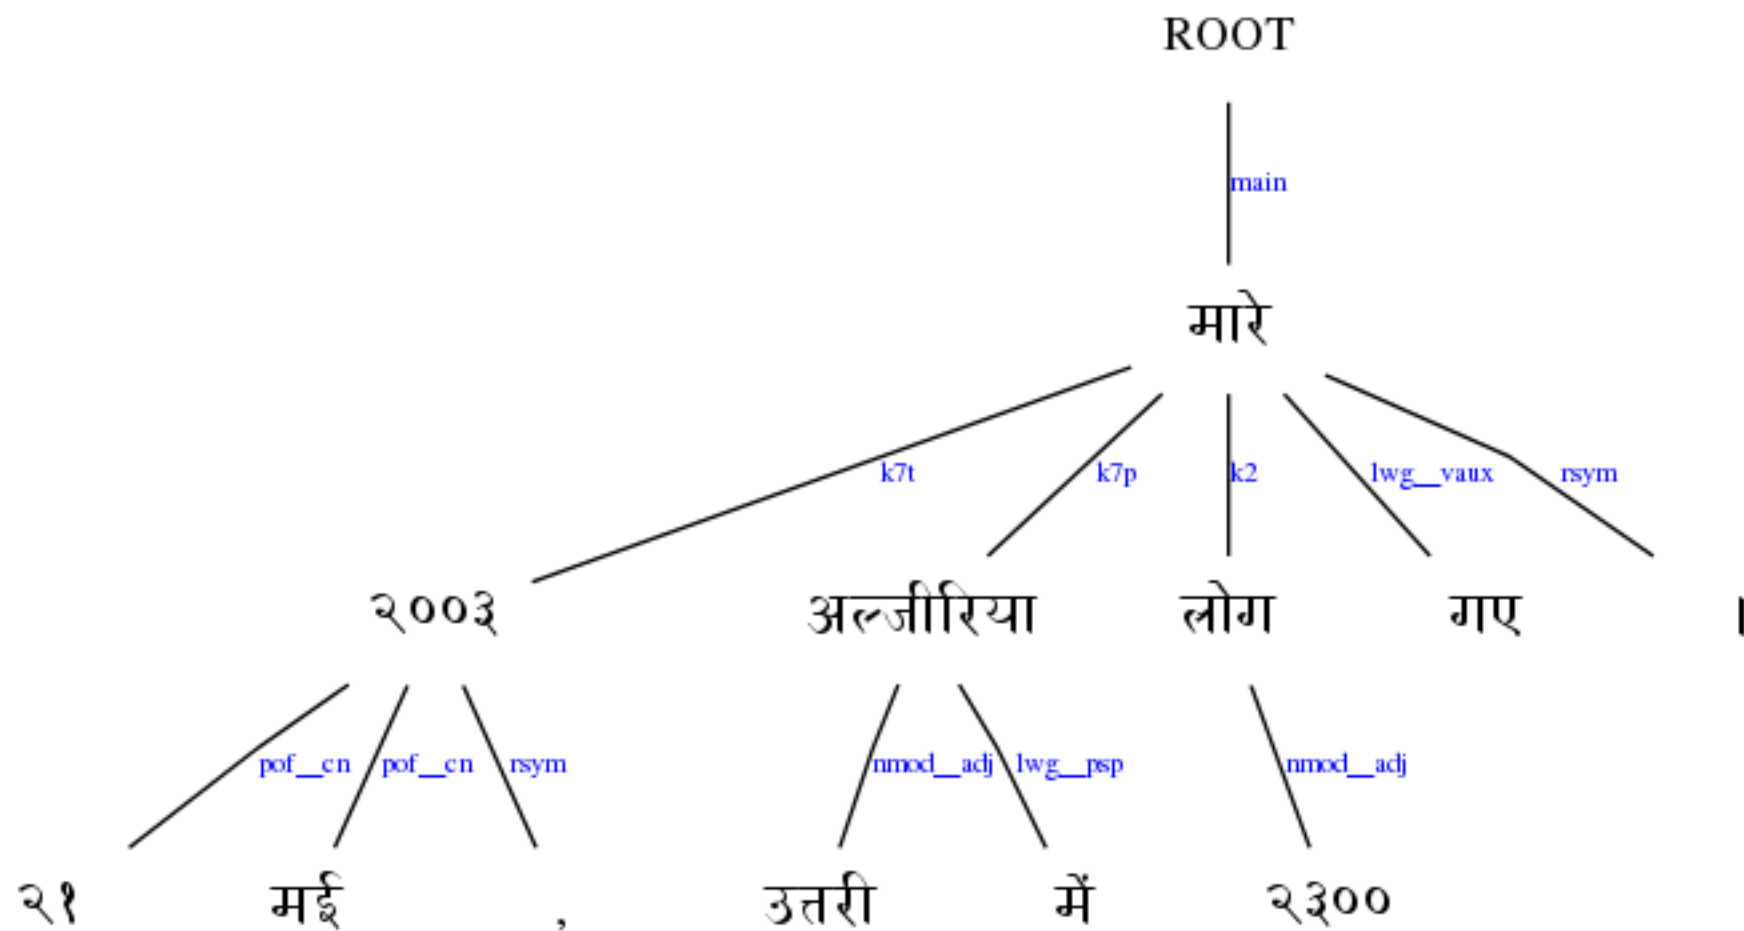 ROOT
main
मारे
k7t k7p k2 lwg__vaux rsym
२००३ अल्जीरिया लोग गए ।
pof__cn pof__cn rsym nmod__adj lwg__psp nmod__adj
२१ मई , उत्तरी में २३००